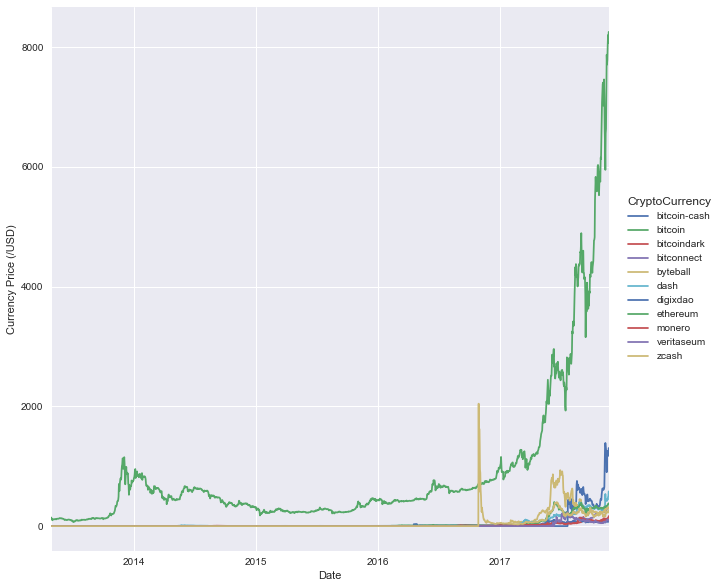 8000
6000
4000
2000
0
Currency Price (/USD)
2014
2015
2016
2017
Date
CryptoCurrency
bitcoin-cash
bitcoin
bitcoindark
bitconnect
byteball
dash
digixdao
ethereum
monero
veritaseum
zcash